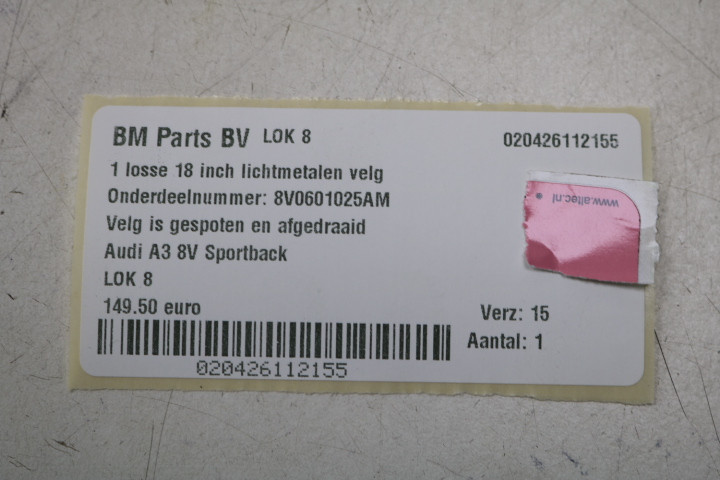 BM Parts BV LOK 8 020426112155
1 losse 18 inch lichtmetalen velg
Onderdeelnummer: 8V0601025AM
www.altec.nl
Velg is gespoten en afgedraaid
Audi A3 8V Sportback
LOK 8
149.50 euro
Verz: 15
Aantal: 1
020426112155